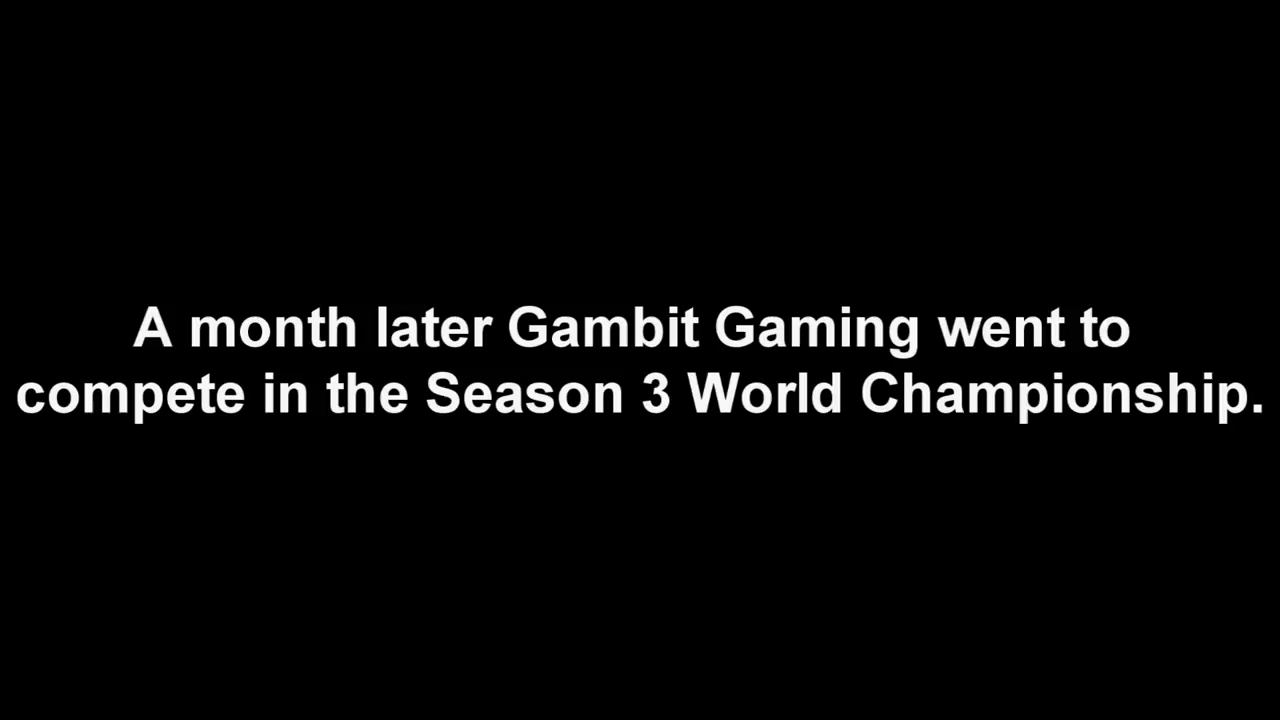 A month later Gambit Gaming went to
compete in the Season 3 World Championship.